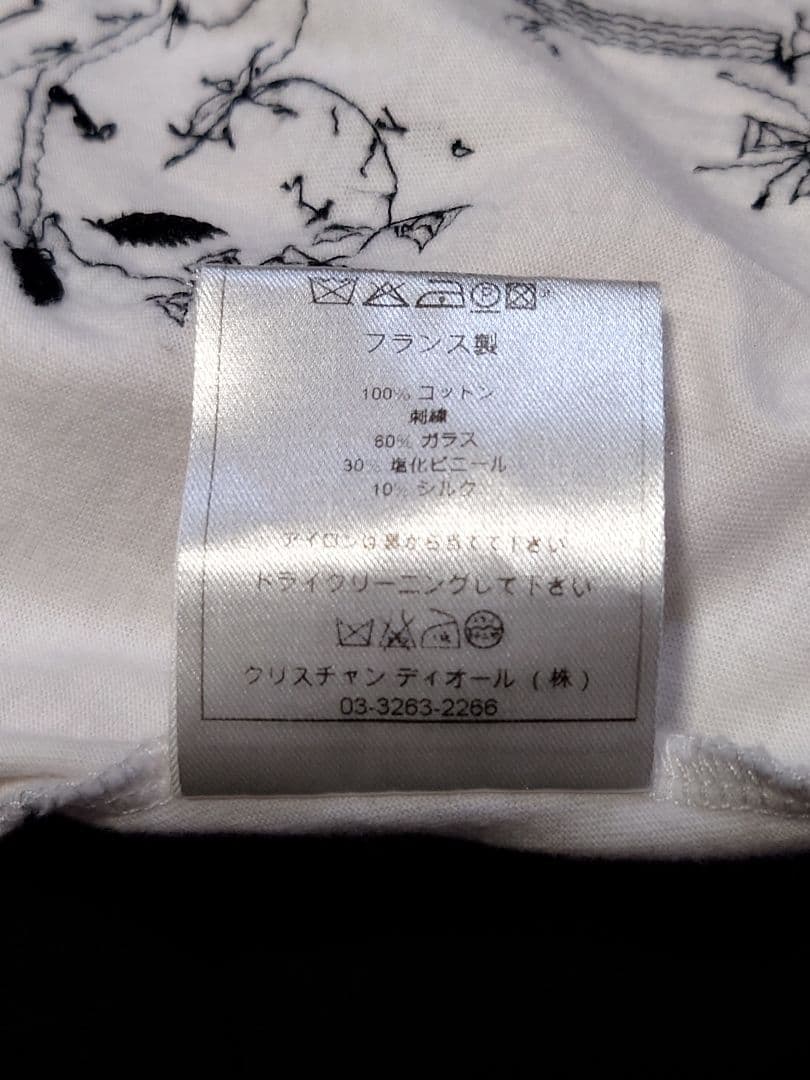 フランス製
100% コットン
刺繍
60% ガラス
30% 塩化ビニール
10% シルク
アイロンは裏から当てて下さい
ドライクリーニングして下さい
クリスチャン ディオール (株)
03-3263-2266